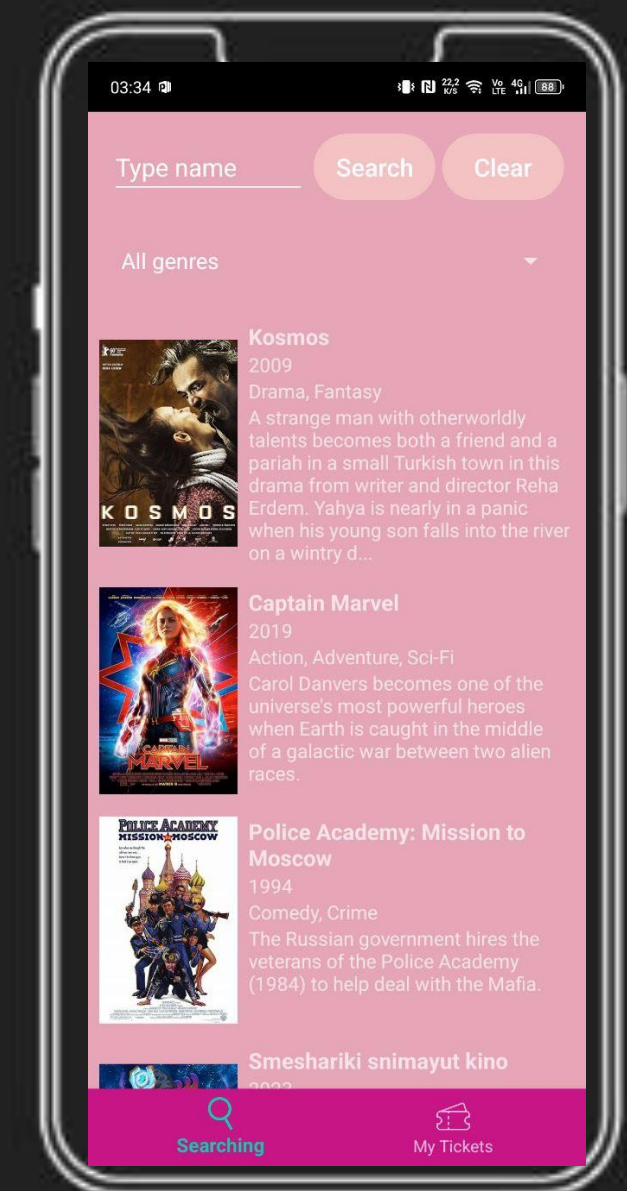 03:34
22,2 K/S Vo LTE 4G 88
Type name Search Clear
All genres
Kosmos
2009
Drama, Fantasy
A strange man with otherworldly
talents becomes both a friend and a
pariah in a small Turkish town in this
drama from writer and director Reha
Erdem. Yahya is nearly in a panic
when his young son falls into the river
on a wintry d...
KOSMOS
Captain Marvel
2019
Action, Adventure, Sci-Fi
Carol Danvers becomes one of the
universe's most powerful heroes
when Earth is caught in the middle
of a galactic war between two alien
races.
CAPTAIN
MARVEL
POLICE ACADEMY
MISSION MOSCOW
Police Academy: Mission to
Moscow
1994
Comedy, Crime
The Russian government hires the
veterans of the Police Academy
(1984) to help deal with the Mafia.
Smeshariki snimayut kino
2023
Searching My Tickets